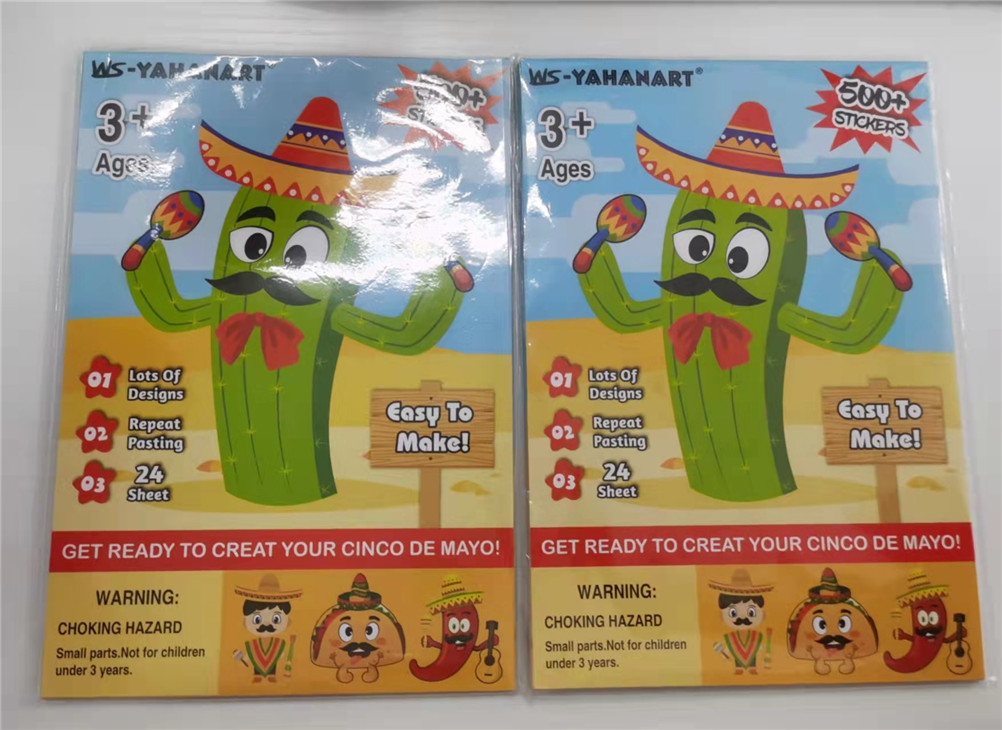 WS-YAHANART
500+
STICKERS
3+
Ages
01 Lots Of
Designs
02 Repeat
Pasting
03 24
Sheet
Easy To
Make!
GET READY TO CREAT YOUR CINCO DE MAYO!
WARNING:
CHOKING HAZARD
Small parts.Not for children
under 3 years.
WS-YAHANART®
500+
STICKERS
3+
Ages
01 Lots Of
Designs
02 Repeat
Pasting
03 24
Sheet
Easy To
Make!
GET READY TO CREAT YOUR CINCO DE MAYO!
WARNING:
CHOKING HAZARD
Small parts.Not for children
under 3 years.